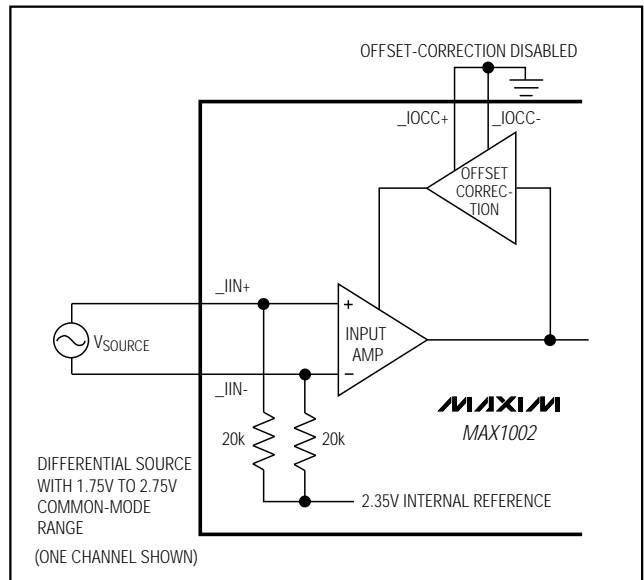 OFFSET-CORRECTION DISABLED
_IOCC+
_IOCC-
OFFSET
CORREC-
TION
_IIN+
+
INPUT
AMP
−
VSOURCE
_IIN-
MAXIM
MAX1002
20k
20k
DIFFERENTIAL SOURCE
WITH 1.75V TO 2.75V
COMMON-MODE
RANGE
2.35V INTERNAL REFERENCE
(ONE CHANNEL SHOWN)